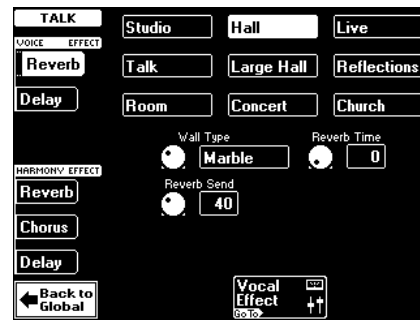 TALK
VOICE EFFECT
Reverb
Delay
HARMONY EFFECT
Reverb
Chorus
Delay
Back to
Global
Studio
Hall
Live
Talk
Large Hall
Reflections
Room
Concert
Church
Wall Type
Marble
Reverb Time
0
Reverb Send
40
Vocal
Effect
Go To